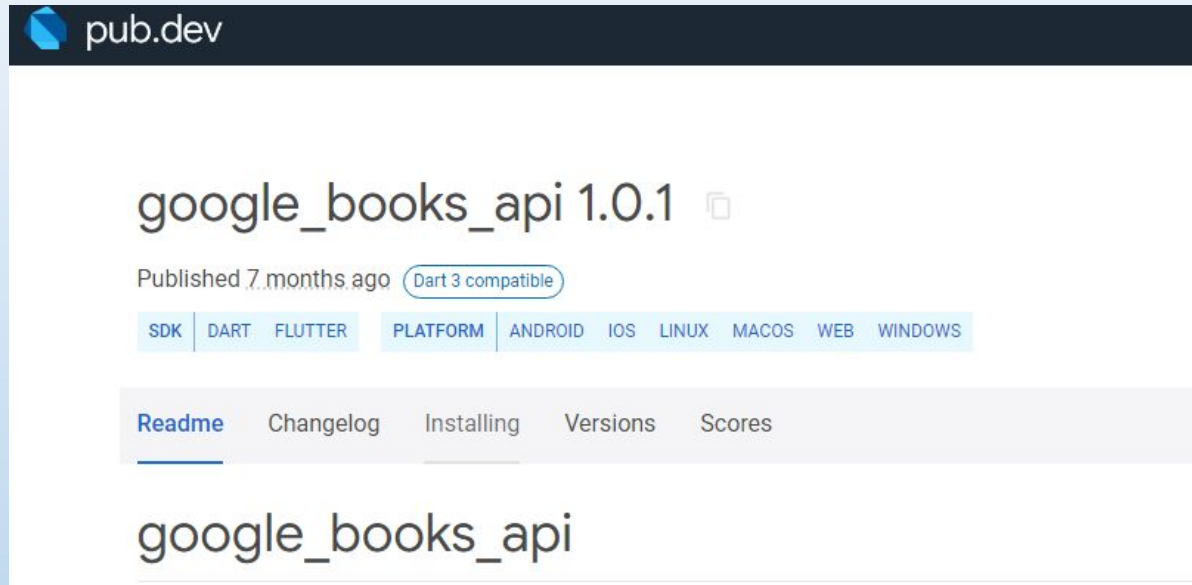 pub.dev
google_books_api 1.0.1
Published 7 months ago Dart 3 compatible
SDK DART FLUTTER PLATFORM ANDROID IOS LINUX MACOS WEB WINDOWS
Readme Changelog Installing Versions Scores
google_books_api